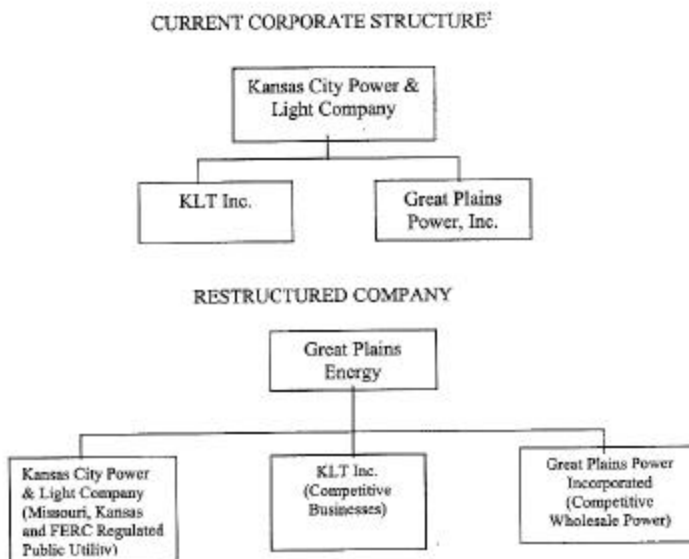 CURRENT CORPORATE STRUCTURE²
Kansas City Power &
Light Company
KLT Inc.
Great Plains
Power, Inc.
RESTRUCTURED COMPANY
Great Plains
Energy
Kansas City Power
& Light Company
(Missouri, Kansas
and FERC Regulated
Public Utility)
KLT Inc.
(Competitive
Businesses)
Great Plains Power
Incorporated
(Competitive
Wholesale Power)